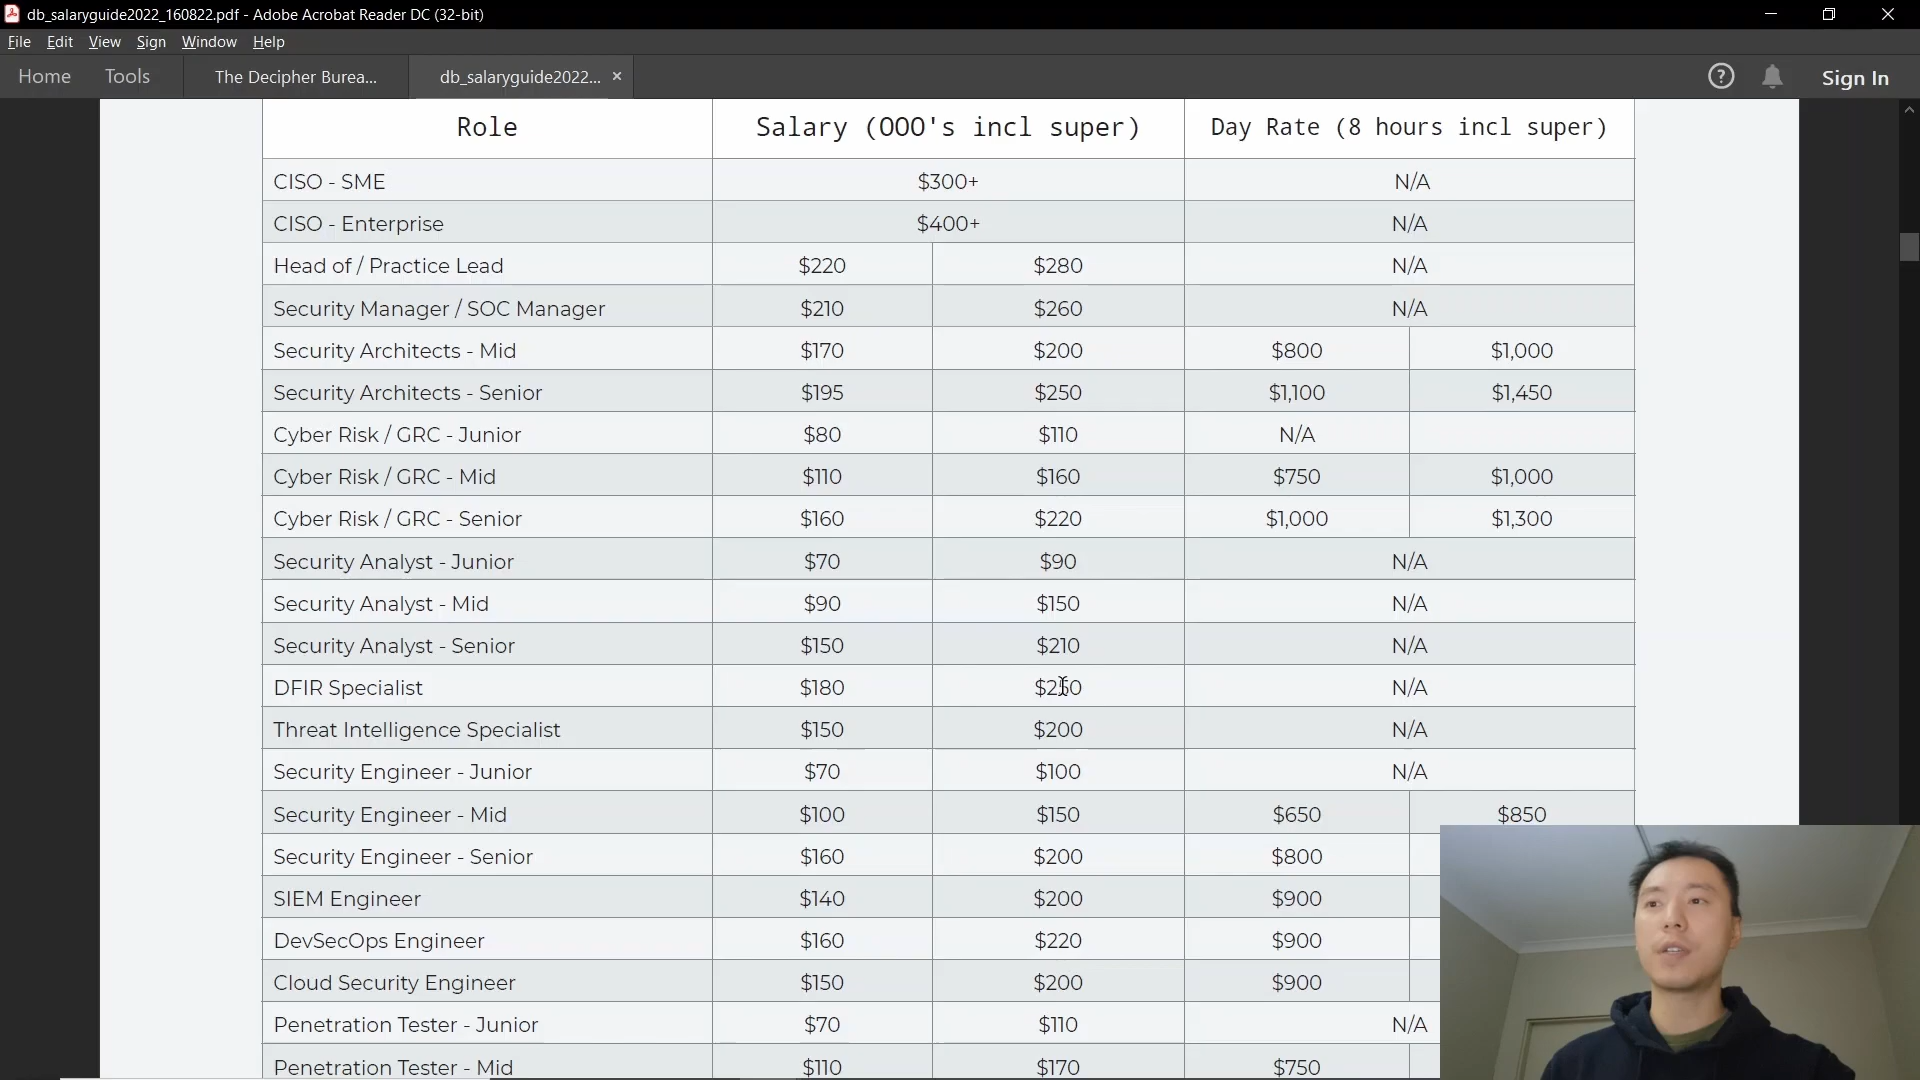 db_salaryguide2022_160822.pdf - Adobe Acrobat Reader DC (32-bit)
File Edit View Sign Window Help
Home Tools The Decipher Burea... db_salaryguide2022... × ? Sign In
Role Salary (000's incl super) Day Rate (8 hours incl super)
CISO - SME $300+ N/A
CISO - Enterprise $400+ N/A
Head of / Practice Lead $220 $280 N/A
Security Manager / SOC Manager $210 $260 N/A
Security Architects - Mid $170 $200 $800 $1,000
Security Architects - Senior $195 $250 $1,100 $1,450
Cyber Risk / GRC - Junior $80 $110 N/A
Cyber Risk / GRC - Mid $110 $160 $750 $1,000
Cyber Risk / GRC - Senior $160 $220 $1,000 $1,300
Security Analyst - Junior $70 $90 N/A
Security Analyst - Mid $90 $150 N/A
Security Analyst - Senior $150 $210 N/A
DFIR Specialist $180 N/A
Threat Intelligence Specialist $150 $200 N/A
Security Engineer - Junior $70 $100 N/A
Security Engineer - Mid $100 $150 $650 $850
Security Engineer - Senior $160 $200 $800
SIEM Engineer $140 $200 $900
DevSecOps Engineer $160 $220 $900
Cloud Security Engineer $150 $200 $900
Penetration Tester - Junior $70 $110 N/A
Penetration Tester - Mid $110 $170 $750